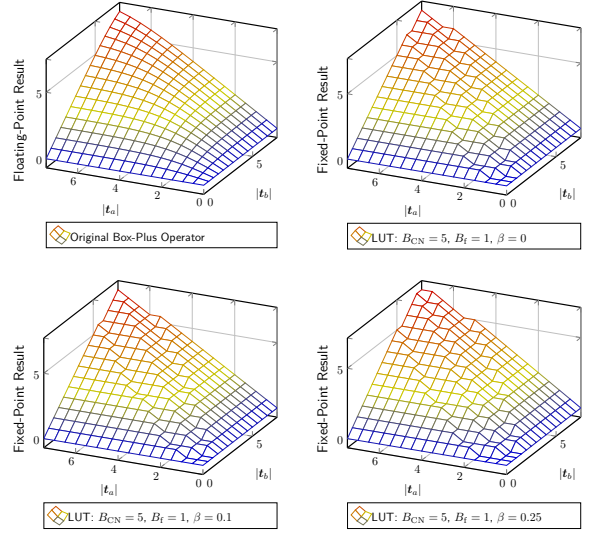 Floating-Point Result
5
0
6
4
2
0
0
5
|t_a|
|t_b|
Original Box-Plus Operator
Fixed-Point Result
5
0
6
4
2
0
0
5
|t_a|
|t_b|
LUT: B_CN = 5, B_f = 1, β = 0
Fixed-Point Result
5
0
6
4
2
0
0
5
|t_a|
|t_b|
LUT: B_CN = 5, B_f = 1, β = 0.1
Fixed-Point Result
5
0
6
4
2
0
0
5
|t_a|
|t_b|
LUT: B_CN = 5, B_f = 1, β = 0.25